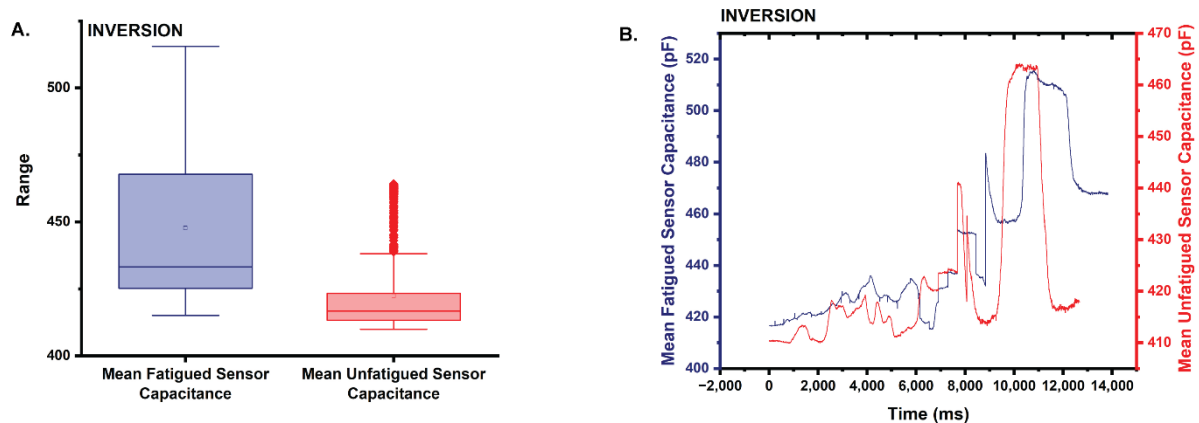 A.
INVERSION
Range
500
450
400
Mean Fatigued Sensor
Capacitance
Mean Unfatigued Sensor
Capacitance
B.
INVERSION
Mean Fatigued Sensor Capacitance (pF)
520
500
480
460
440
420
400
Mean Unfatigued Sensor Capacitance (pF)
470
460
450
440
430
420
410
−2,000 0 2,000 4,000 6,000 8,000 10,000 12,000 14,000
Time (ms)